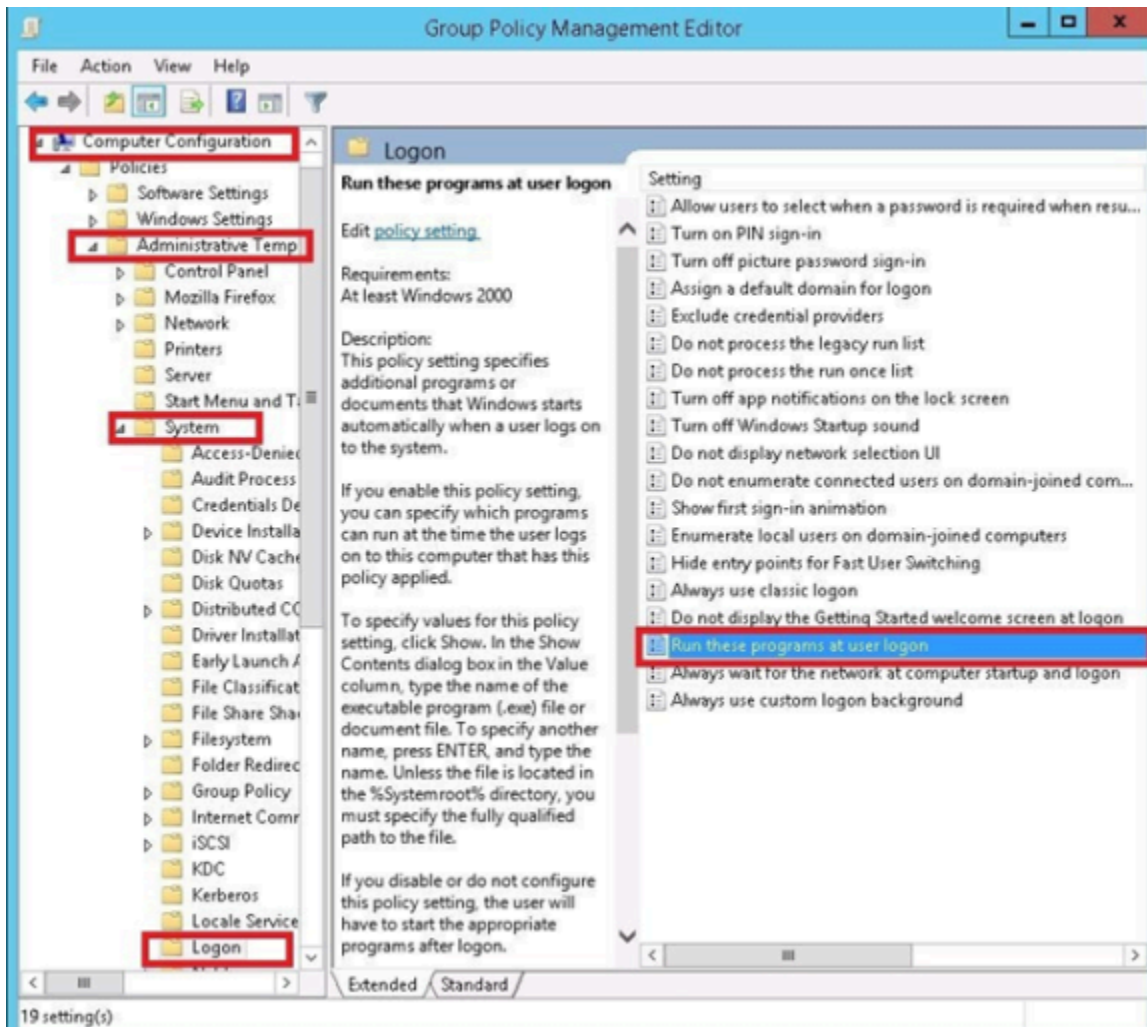 Group Policy Management Editor
File Action View Help
Computer Configuration
Policies
Software Settings
Windows Settings
Administrative Temp
Control Panel
Mozilla Firefox
Network
Printers
Server
Start Menu and Ta
System
Access-Denied
Audit Process
Credentials De
Device Installa
Disk NV Cache
Disk Quotas
Distributed CO
Driver Installat
Early Launch A
File Classificat
File Share Sha
Filesystem
Folder Redirec
Group Policy
Internet Comr
iSCSI
KDC
Kerberos
Locale Service
Logon
Logon
Run these programs at user logon
Edit policy setting
Requirements:
At least Windows 2000
Description:
This policy setting specifies
additional programs or
documents that Windows starts
automatically when a user logs on
to the system.
If you enable this policy setting,
you can specify which programs
can run at the time the user logs
on to this computer that has this
policy applied.
To specify values for this policy
setting, click Show. In the Show
Contents dialog box in the Value
column, type the name of the
executable program (.exe) file or
document file. To specify another
name, press ENTER, and type the
name. Unless the file is located in
the %Systemroot% directory, you
must specify the fully qualified
path to the file.
If you disable or do not configure
this policy setting, the user will
have to start the appropriate
programs after logon.
Setting
Allow users to select when a password is required when resu...
Turn on PIN sign-in
Turn off picture password sign-in
Assign a default domain for logon
Exclude credential providers
Do not process the legacy run list
Do not process the run once list
Turn off app notifications on the lock screen
Turn off Windows Startup sound
Do not display network selection UI
Do not enumerate connected users on domain-joined com...
Show first sign-in animation
Enumerate local users on domain-joined computers
Hide entry points for Fast User Switching
Always use classic logon
Do not display the Getting Started welcome screen at logon
Run these programs at user logon
Always wait for the network at computer startup and logon
Always use custom logon background
Extended Standard
19 setting(s)